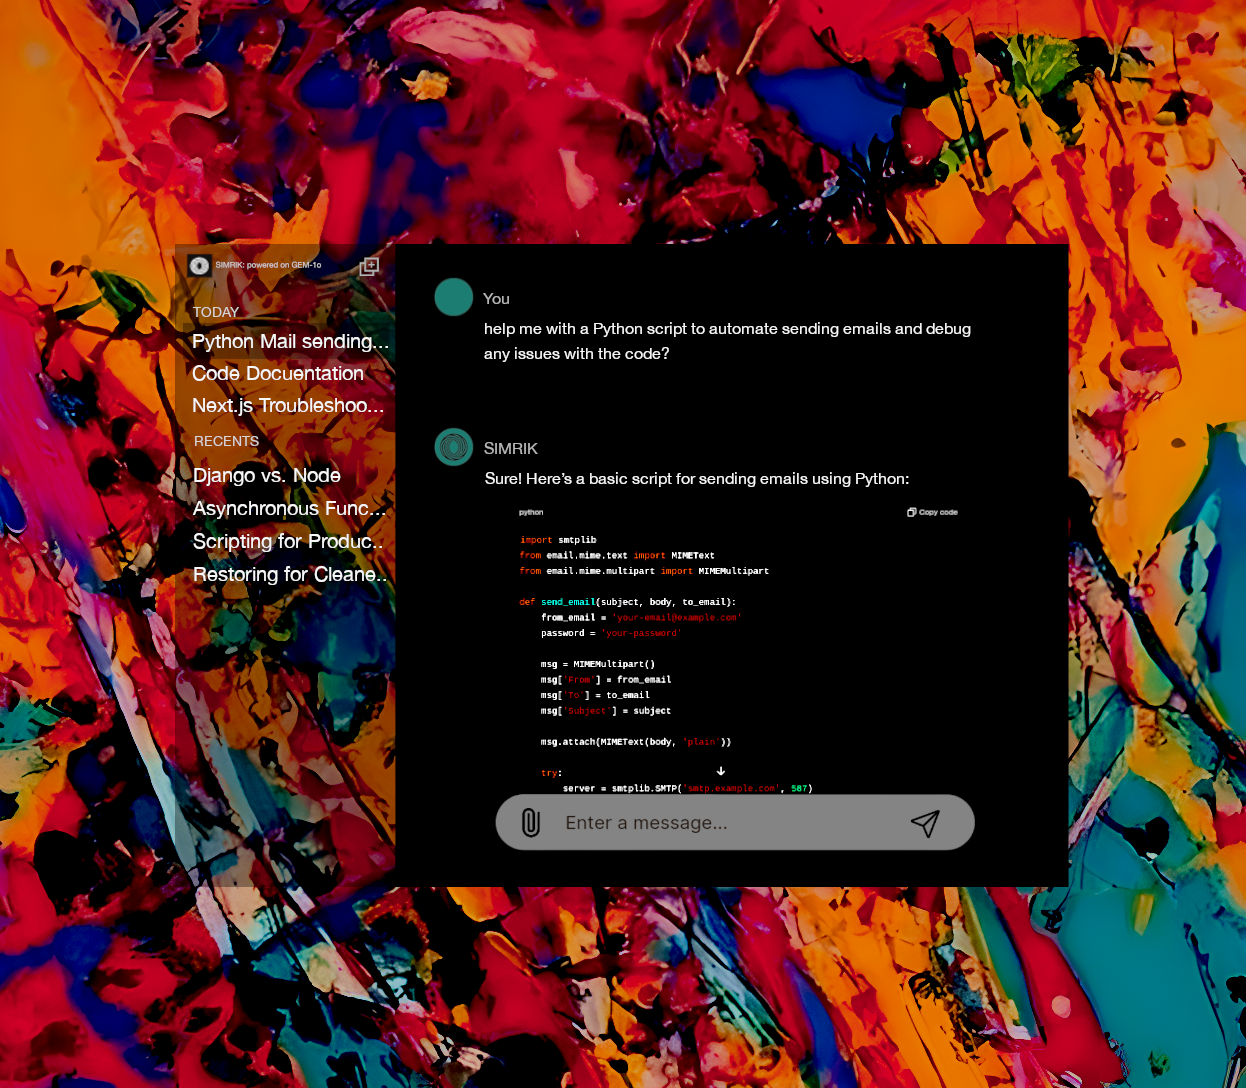 SIMRIK: powered on GEM-1o
TODAY
Python Mail sending...
Code Docuentation
Next.js Troubleshoo...
RECENTS
Django vs. Node
Asynchronous Func...
Scripting for Produc..
Restoring for Cleane..
You
help me with a Python script to automate sending emails and debug
any issues with the code?
SIMRIK
Sure! Here’s a basic script for sending emails using Python:
python
Copy code
import smtplib
from email.mime.text import MIMEText
from email.mime.multipart import MIMEMultipart
def send_email(subject, body, to_email):
from_email = 'your-email@example.com'
password = 'your-password'
msg = MIMEMultipart()
msg['From'] = from_email
msg['To'] = to_email
msg['Subject'] = subject
msg.attach(MIMEText(body, 'plain'))
try:
server = smtplib.SMTP('smtp.example.com', 587)
Enter a message...